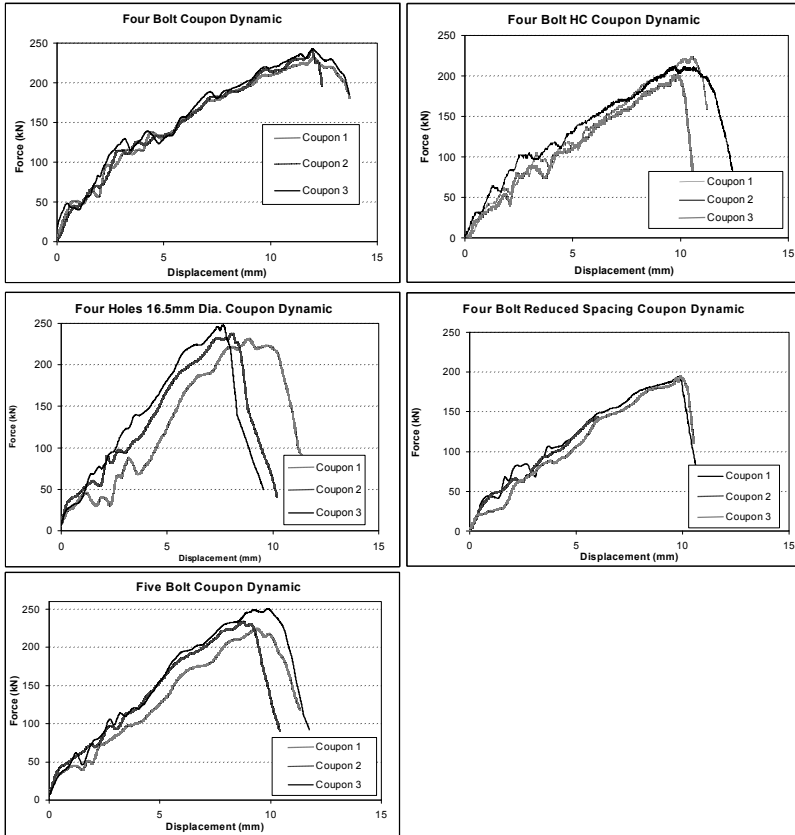 Four Bolt Coupon Dynamic
Force (kN)
250
200
150
100
50
0
0 5 10 15
Displacement (mm)
Coupon 1
Coupon 2
Coupon 3
Four Bolt HC Coupon Dynamic
Force (kN)
250
200
150
100
50
0
0 5 10 15
Displacement (mm)
Coupon 1
Coupon 2
Coupon 3
Four Holes 16.5mm Dia. Coupon Dynamic
Force (kN)
250
200
150
100
50
0
0 5 10 15
Displacement (mm)
Coupon 1
Coupon 2
Coupon 3
Four Bolt Reduced Spacing Coupon Dynamic
Force (kN)
250
200
150
100
50
0
0 5 10 15
Displacement (mm)
Coupon 1
Coupon 2
Coupon 3
Five Bolt Coupon Dynamic
Force (kN)
250
200
150
100
50
0
0 5 10 15
Displacement (mm)
Coupon 1
Coupon 2
Coupon 3